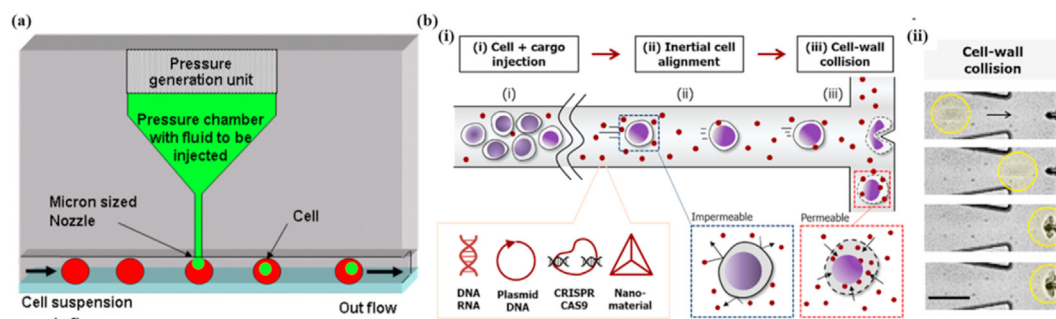 (a)
Pressure
generation unit
Pressure chamber
with fluid to be
injected
Micron sized
Nozzle
Cell
Cell suspension
Out flow
(b)
(i)
(i) Cell + cargo
injection
(ii) Inertial cell
alignment
(iii) Cell-wall
collision
(i)
(ii)
(iii)
DNA
RNA
Plasmid
DNA
CRISPR
CAS9
Nano-
material
Impermeable
Permeable
(ii)
Cell-wall
collision